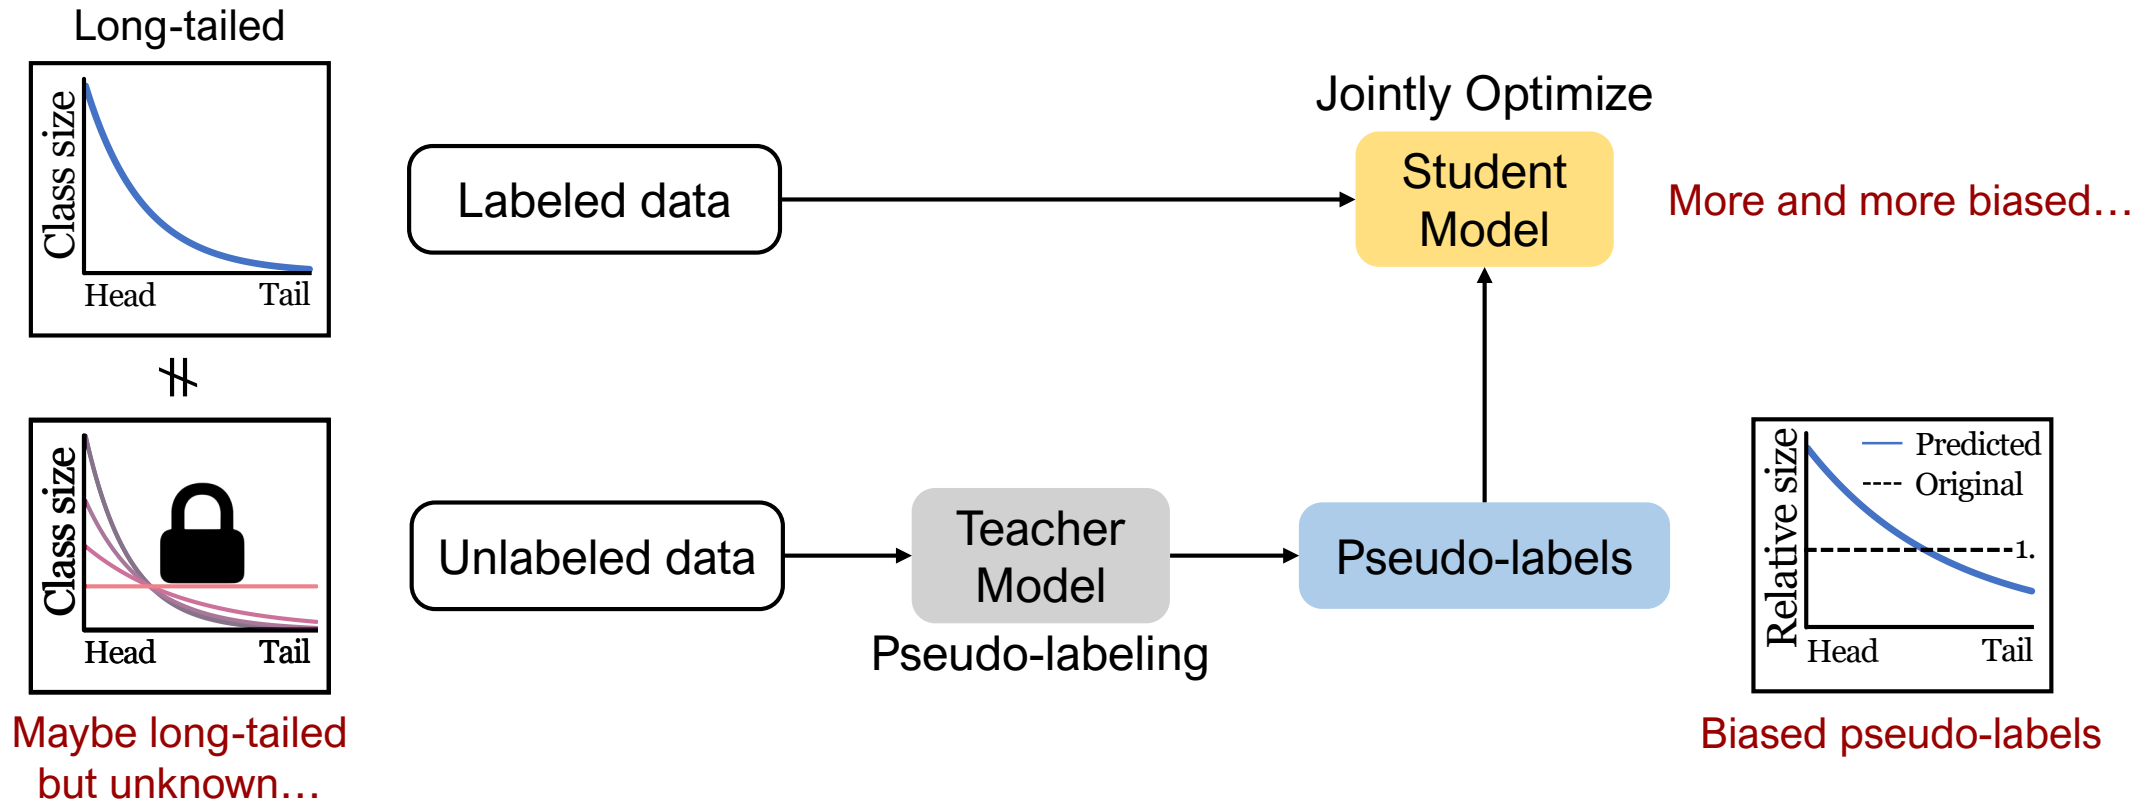 Long-tailed
Class size
Head
Tail
Labeled data
Jointly Optimize
Student
Model
More and more biased…
≠
Class size
Head
Tail
Maybe long-tailed
but unknown…
Unlabeled data
Teacher
Model
Pseudo-labeling
Pseudo-labels
Relative size
Predicted
Original
1.
Head
Tail
Biased pseudo-labels